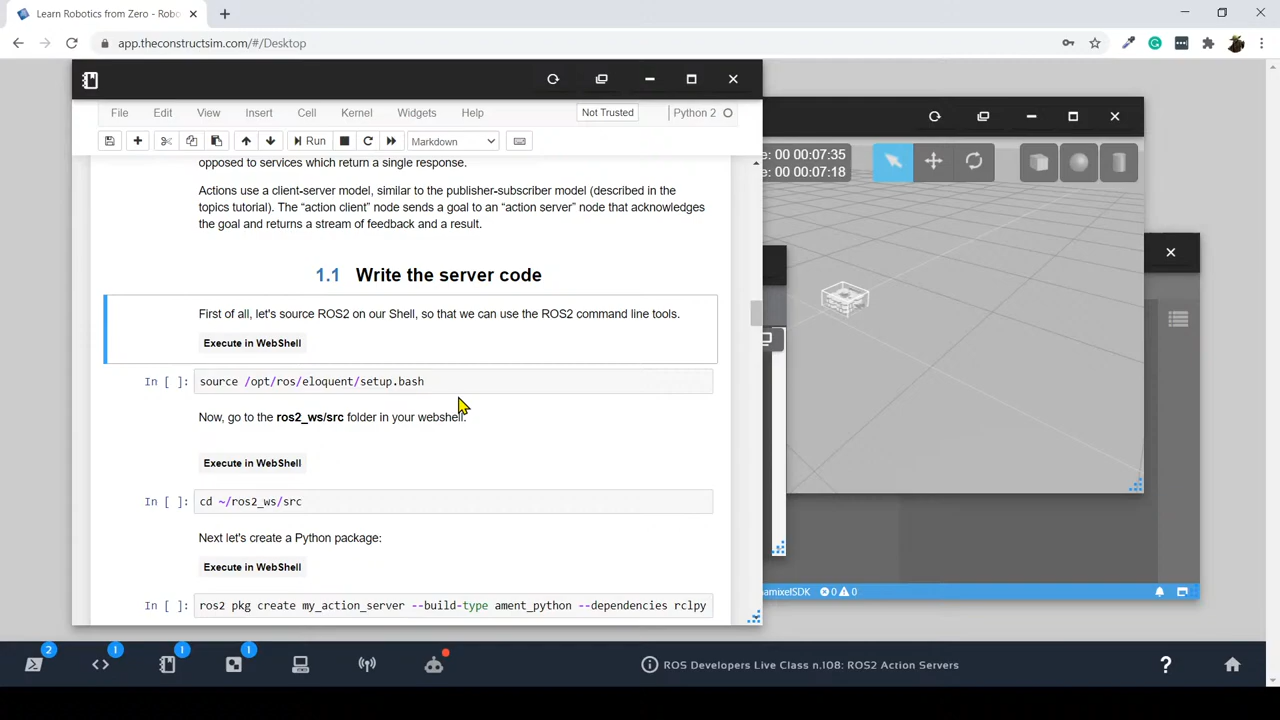 Learn Robotics from Zero - Robo
app.theconstructsim.com/#/Desktop
File Edit View Insert Cell Kernel Widgets Help Not Trusted Python 2
Run Markdown
e: 00 00:07:35
00 00:07:18
opposed to services which return a single response.
Actions use a client-server model, similar to the publisher-subscriber model (described in the
topics tutorial). The “action client” node sends a goal to an “action server” node that acknowledges
the goal and returns a stream of feedback and a result.
1.1 Write the server code
First of all, let's source ROS2 on our Shell, so that we can use the ROS2 command line tools.
Execute in WebShell
In [ ]: source /opt/ros/eloquent/setup.bash
Now, go to the ros2_ws/src folder in your webshell.
Execute in WebShell
In [ ]: cd ~/ros2_ws/src
Next let's create a Python package:
Execute in WebShell
In [ ]: ros2 pkg create my_action_server --build-type ament_python --dependencies rclpy
amixelSDK 0 0
2 1 1 1
ROS Developers Live Class n.108: ROS2 Action Servers